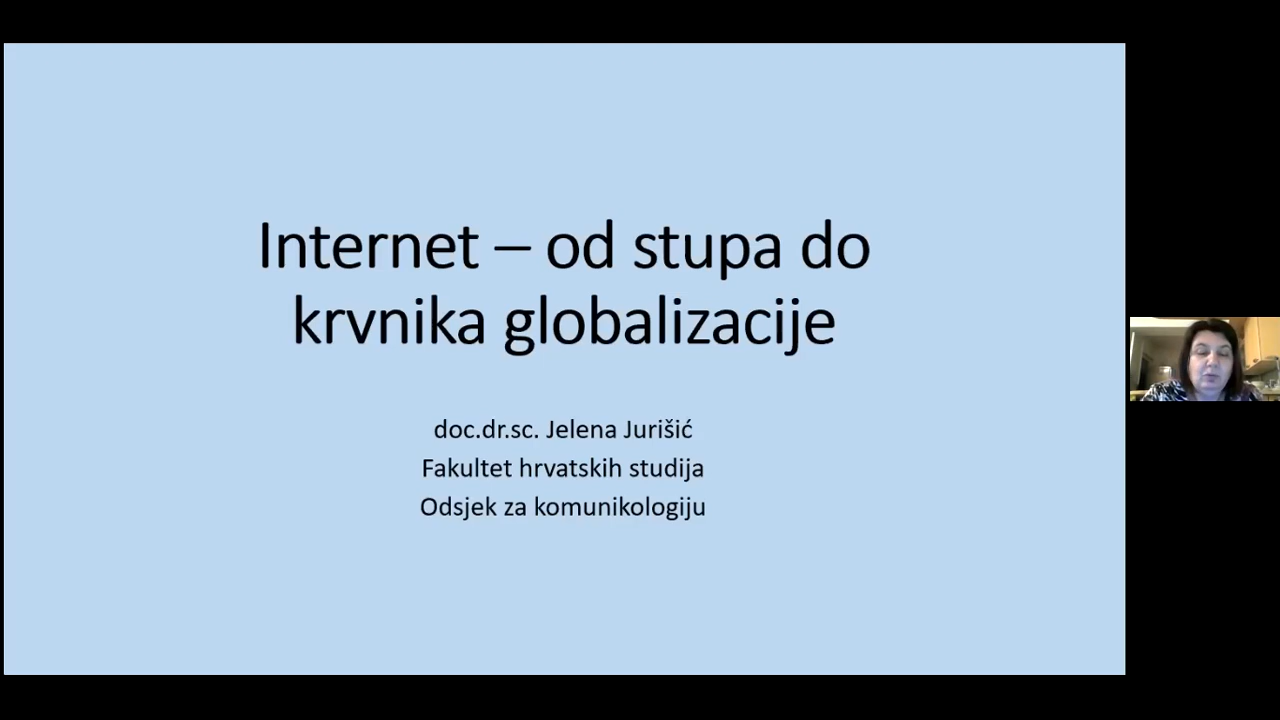 Internet – od stupa do
krvnika globalizacije
doc.dr.sc. Jelena Jurišić
Fakultet hrvatskih studija
Odsjek za komunikologiju